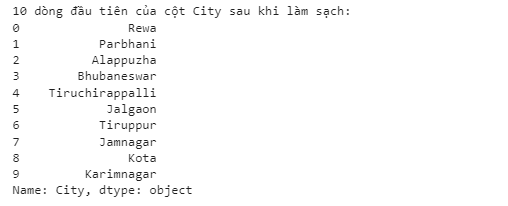 10 dòng đầu tiên của cột City sau khi làm sạch:
0              Rewa
1          Parbhani
2         Alappuzha
3       Bhubaneswar
4    Tiruchirappalli
5           Jalgaon
6          Tiruppur
7          Jamnagar
8              Kota
9        Karimnagar
Name: City, dtype: object